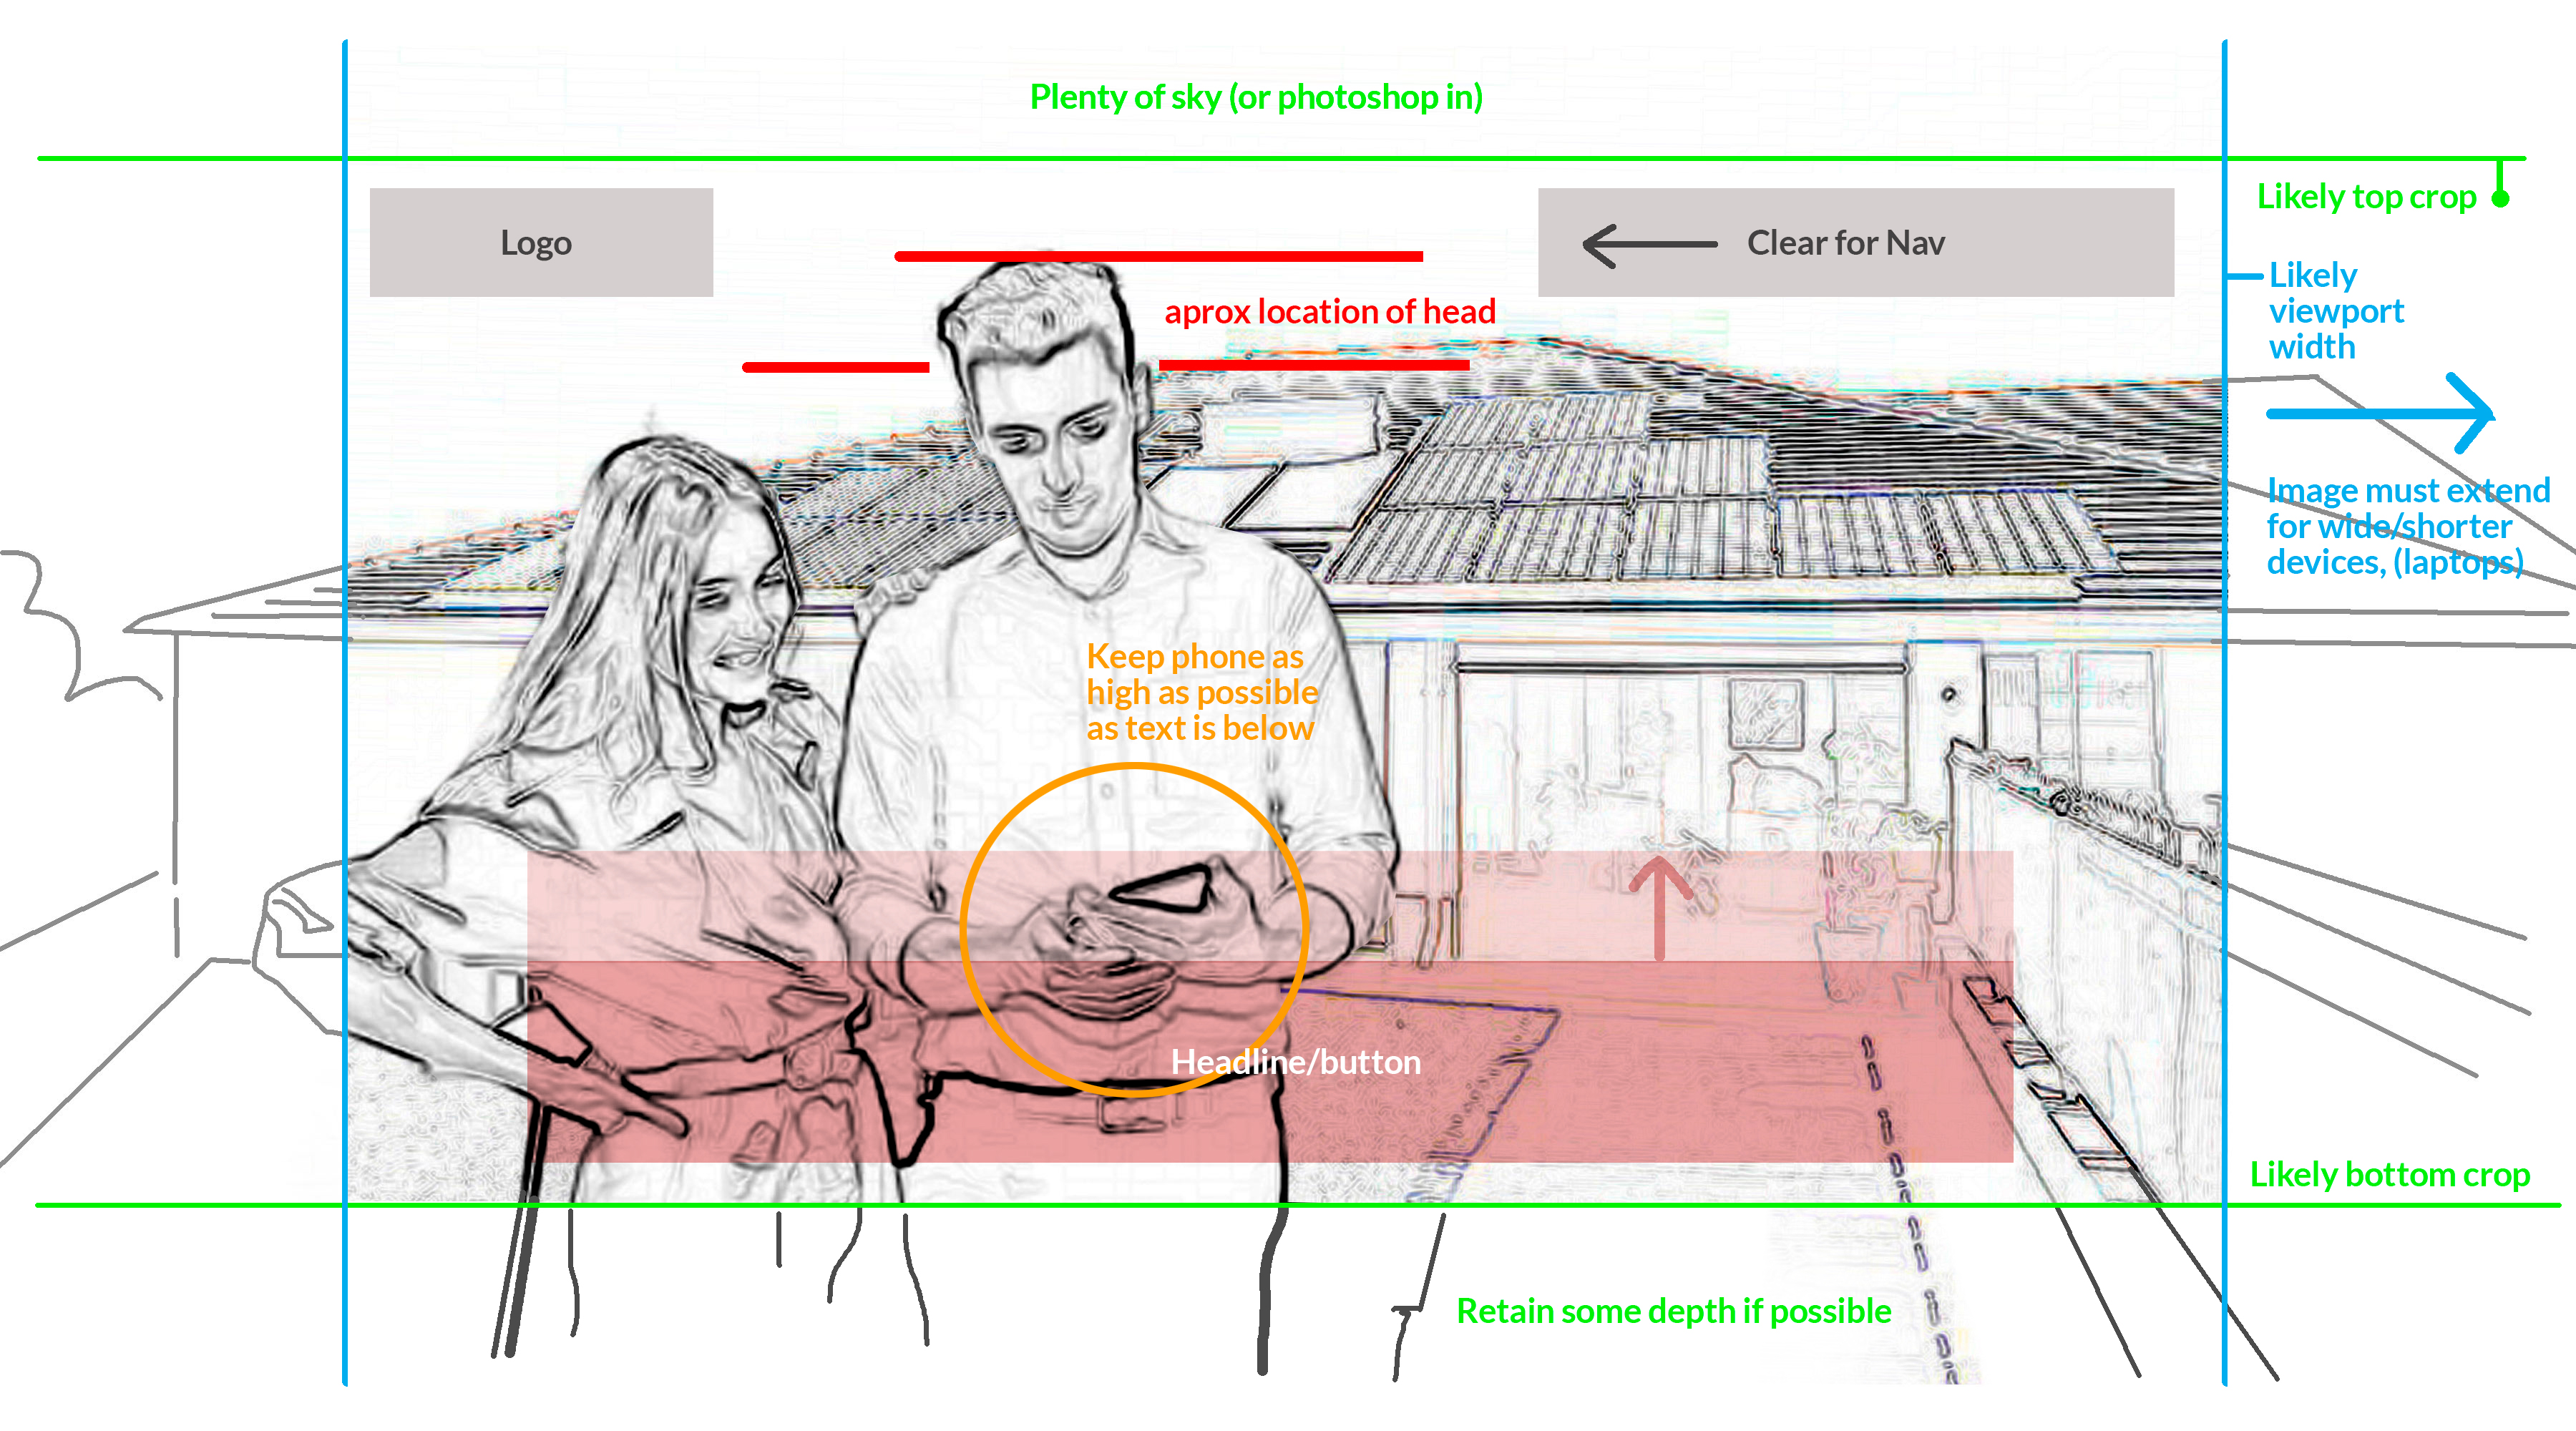 Plenty of sky (or photoshop in)
Likely top crop
Logo
Clear for Nav
aprox location of head
Likely
viewport
width
Image must extend
for wide/shorter
devices, (laptops)
Keep phone as
high as possible
as text is below
Headline/button
Likely bottom crop
Retain some depth if possible